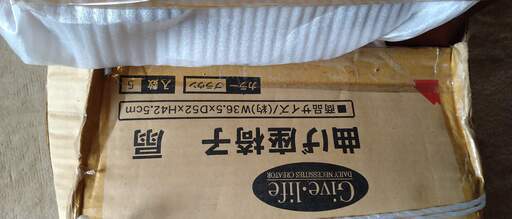 Give・life
DAILY NECESSITIES CREATOR
曲げ座椅子 扇
■商品サイズ/(約)W36.5xD52xH42.5cm
カラー ブラウン 入数 5